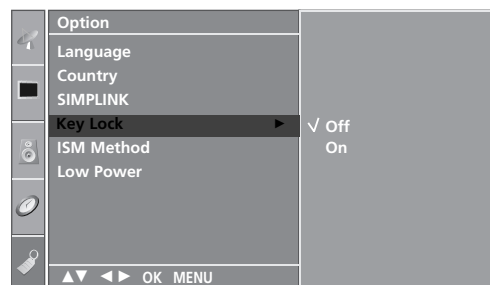 Option
Language
Country
SIMPLINK
Key Lock ►
√ Off
On
ISM Method
Low Power
▲▼ ◄► OK MENU